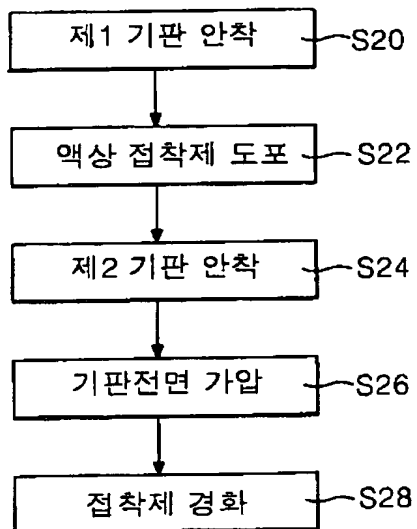 제1 기판 안착 S20
액상 접착제 도포 S22
제2 기판 안착 S24
기판전면 가압 S26
접착제 경화 S28